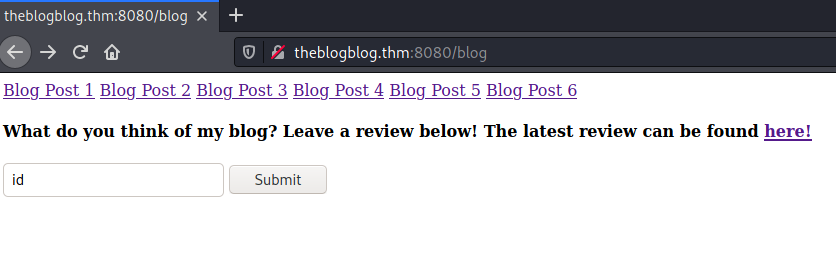 theblogblog.thm:8080/blog
theblogblog.thm:8080/blog
Blog Post 1 Blog Post 2 Blog Post 3 Blog Post 4 Blog Post 5 Blog Post 6
What do you think of my blog? Leave a review below! The latest review can be found here!
id Submit